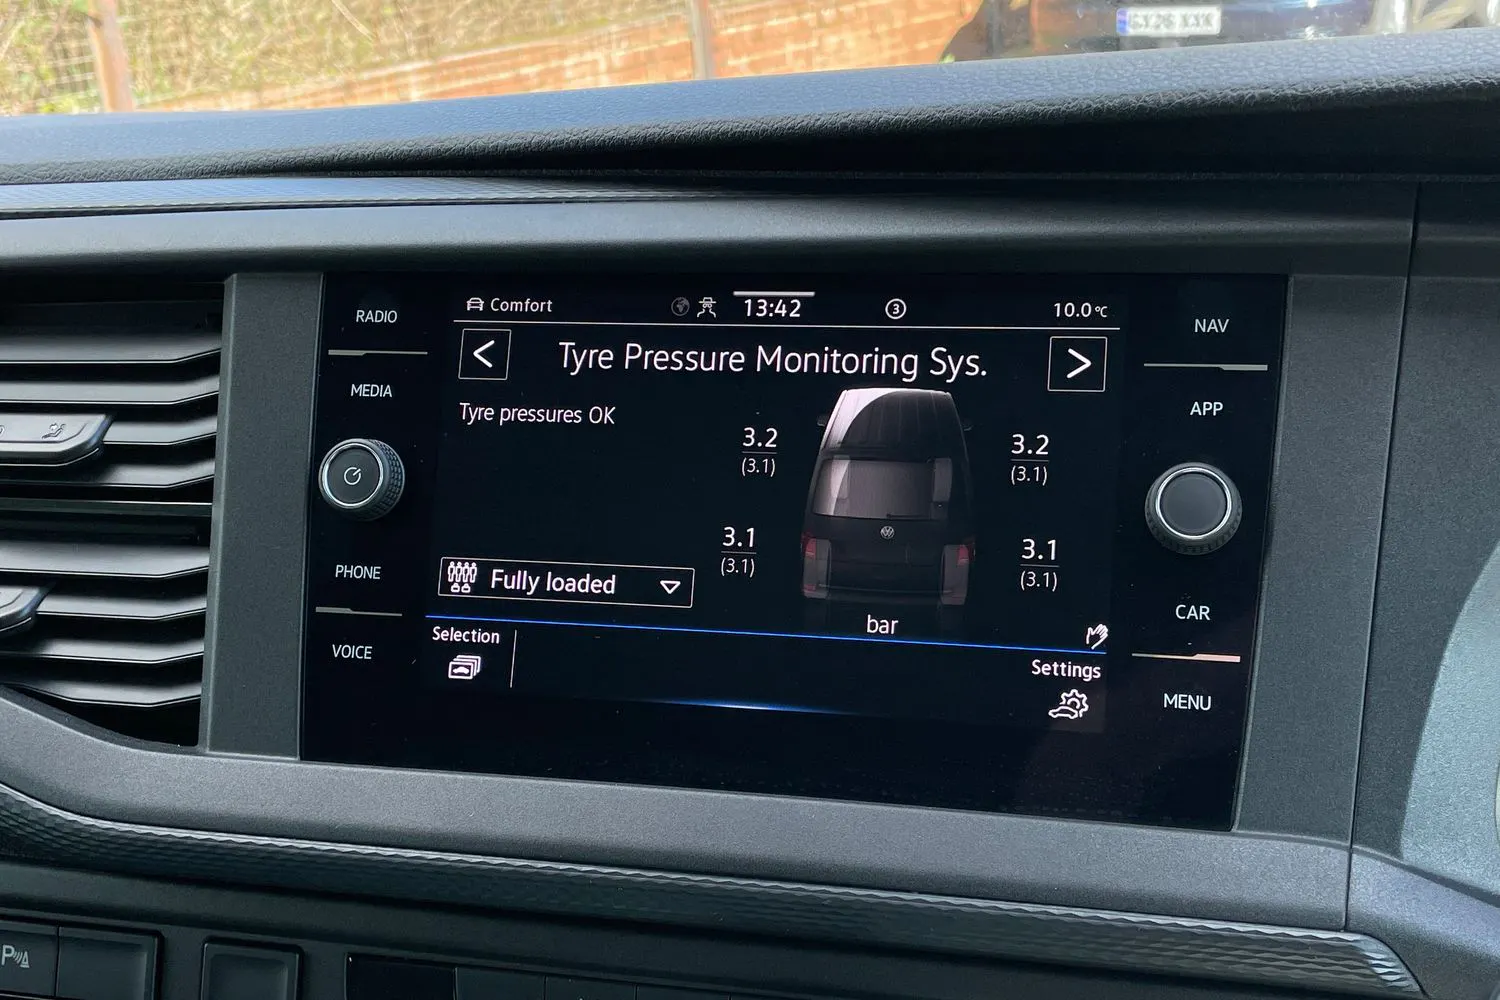 RADIO
MEDIA
PHONE
VOICE
Comfort
13:42
3
10.0°C
<
Tyre Pressure Monitoring Sys.
>
Tyre pressures OK
3.2
(3.1)
3.2
(3.1)
3.1
(3.1)
3.1
(3.1)
Fully loaded
bar
Selection
Settings
NAV
APP
CAR
MENU
P